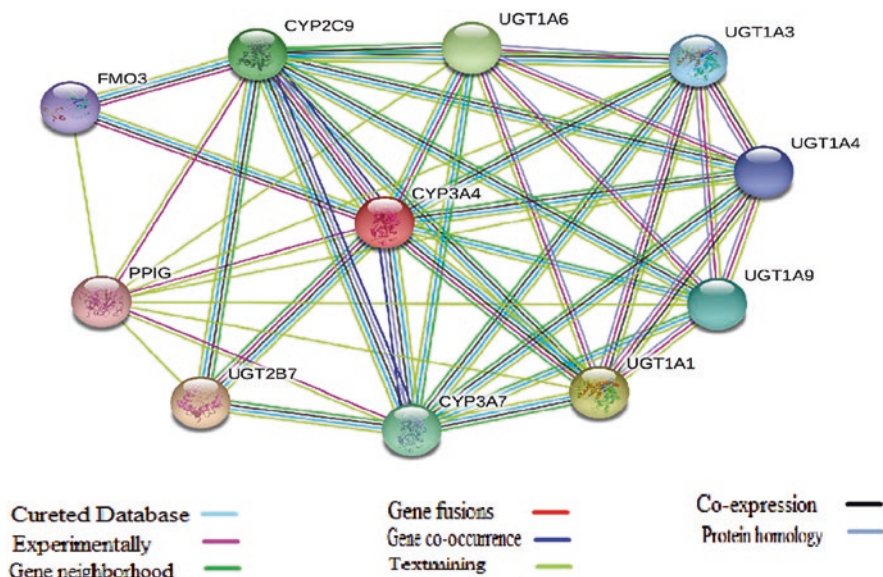 CYP2C9
UGT1A6
UGT1A3
FMO3
UGT1A4
CYP3A4
PPIG
UGT1A9
UGT2B7
UGT1A1
CYP3A7
Cureted Database
Experimentally
Gene neighborhood
Gene fusions
Gene co-occurrence
Textmining
Co-expression
Protein homology